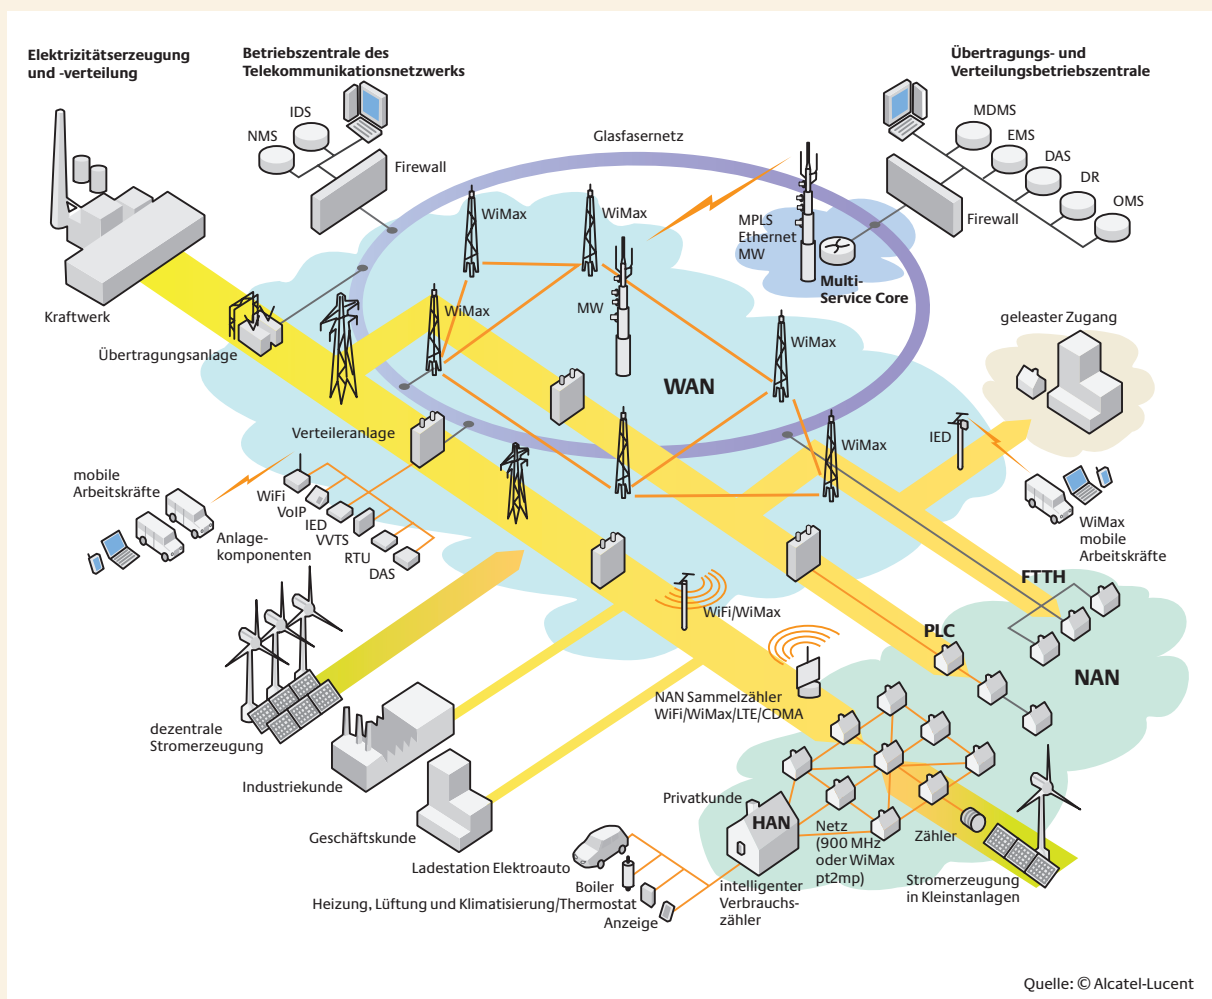 Elektrizitätserzeugung
und -verteilung
Betriebszentrale des
Telekommunikationsnetzwerks
Übertragungs- und
Verteilungsbetriebszentrale
IDS
NMS
Firewall
Glasfasernetz
MDMS
EMS
DAS
DR
OMS
Firewall
WiMax
WiMax
MPLS
Ethernet
MW
Multi-
Service Core
Kraftwerk
Übertragungsanlage
WiMax
MW
WiMax
geleaster Zugang
WAN
Verteileranlage
WiMax
IED
mobile
Arbeitskräfte
WiFi
VoIP
IED
VVTS
RTU
DAS
Anlage-
komponenten
WiMax
mobile
Arbeitskräfte
FTTH
WiFi/WiMax
PLC
NAN
NAN Sammelzähler
WiFi/WiMax/LTE/CDMA
dezentrale
Stromerzeugung
Industriekunde
Geschäftskunde
Privatkunde
HAN
Netz
(900 MHz
oder WiMax
pt2mp)
Zähler
Ladestation Elektroauto
Boiler
Heizung, Lüftung und Klimatisierung/Thermostat
Anzeige
intelligenter
Verbrauchs-
zähler
Stromerzeugung
in Kleinstanlagen
Quelle: © Alcatel-Lucent